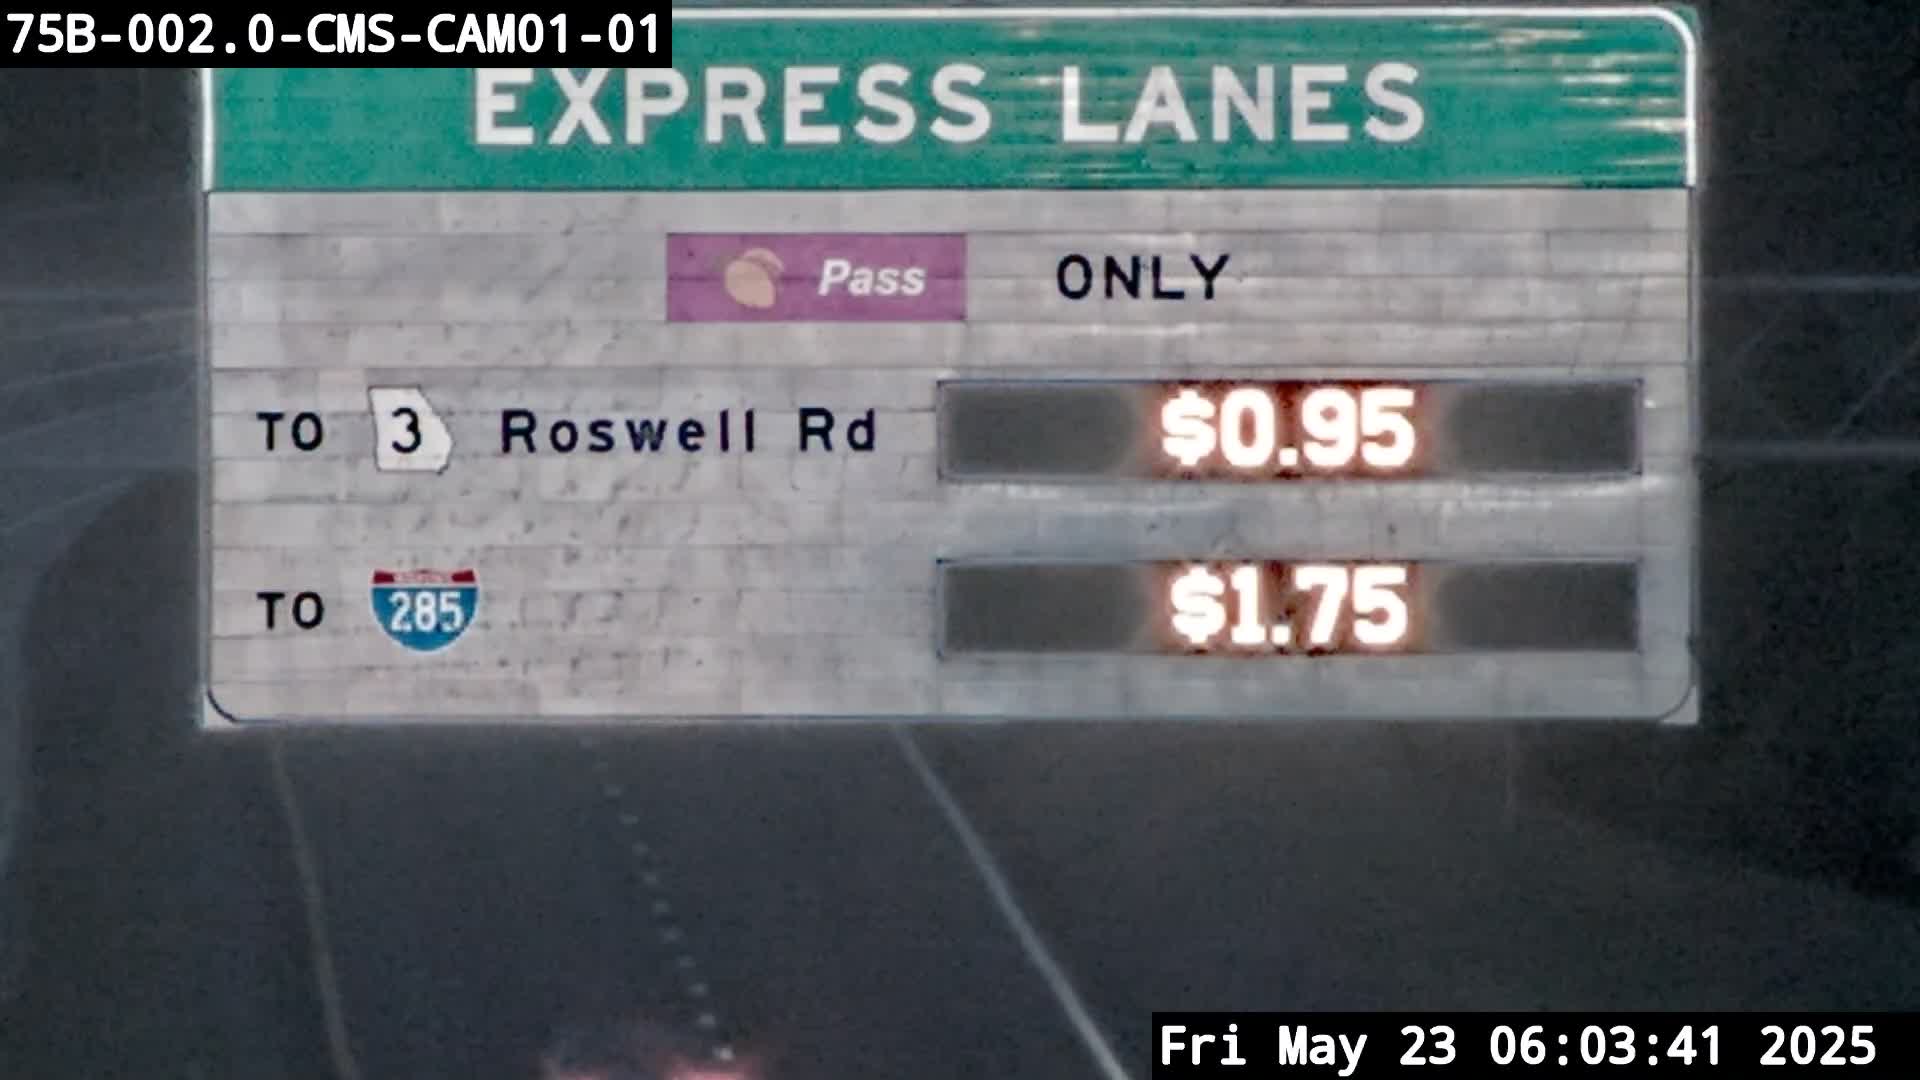 75B-002.0-CMS-CAM01-01
EXPRESS LANES
Pass ONLY
TO 3 Roswell Rd $0.95
TO 285 $1.75
Fri May 23 06:03:41 2025